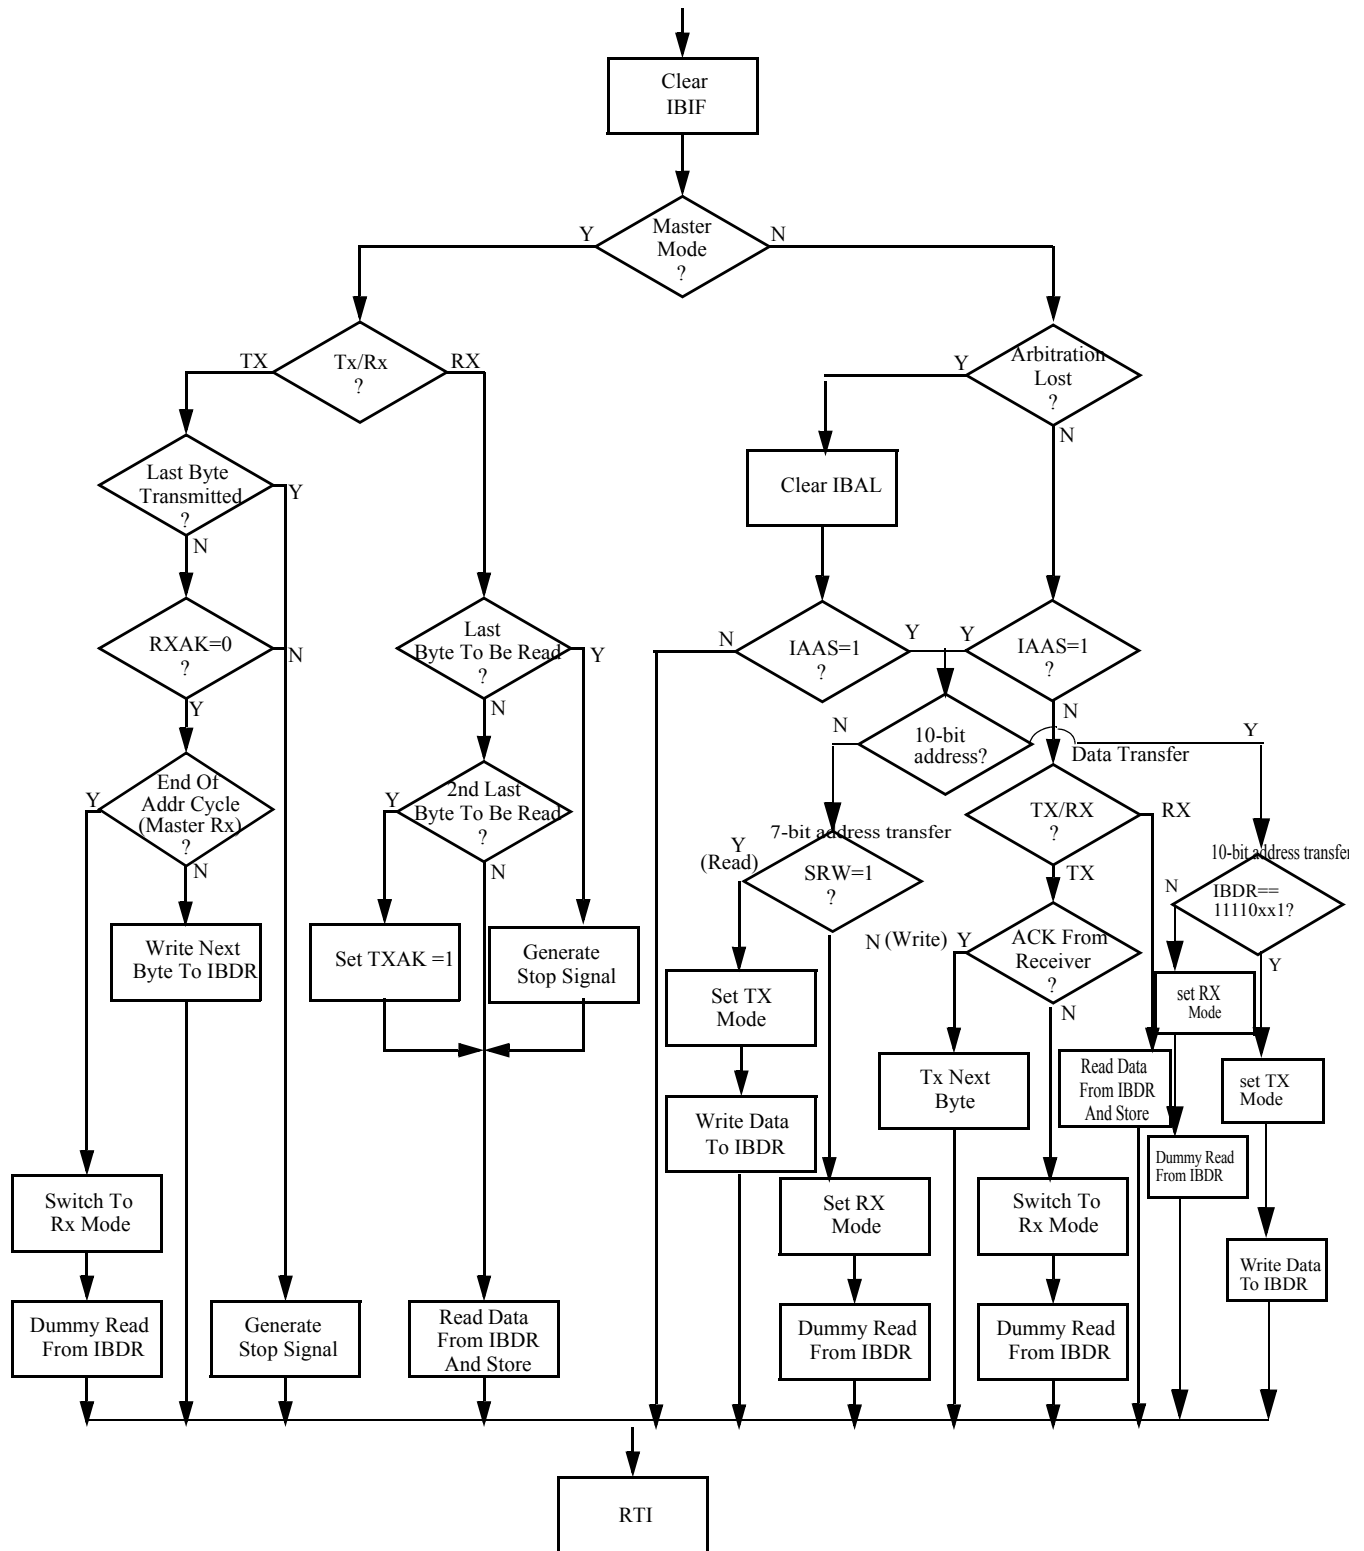 Clear
IBIF
Master
Mode
?
Y
N
Tx/Rx
?
TX
RX
Arbitration
Lost
?
Y
N
Last Byte
Transmitted
?
Y
N
Clear IBAL
RXAK=0
?
N
Y
Last
Byte To Be Read
?
Y
N
IAAS=1
?
N
Y
IAAS=1
?
Y
N
10-bit
address?
N
Y
Data Transfer
End Of
Addr Cycle
(Master Rx)
?
Y
N
2nd Last
Byte To Be Read
?
Y
N
7-bit address transfer
SRW=1
?
Y
(Read)
N (Write)
TX/RX
?
RX
TX
10-bit address transfer
IBDR==
11110xx1?
N
Y
Write Next
Byte To IBDR
Set TXAK =1
Generate
Stop Signal
ACK From
Receiver
?
Y
N
Set TX
Mode
set RX
Mode
Tx Next
Byte
Read Data
From IBDR
And Store
set TX
Mode
Write Data
To IBDR
Dummy Read
From IBDR
Switch To
Rx Mode
Set RX
Mode
Switch To
Rx Mode
Write Data
To IBDR
Dummy Read
From IBDR
Generate
Stop Signal
Read Data
From IBDR
And Store
Dummy Read
From IBDR
Dummy Read
From IBDR
RTI